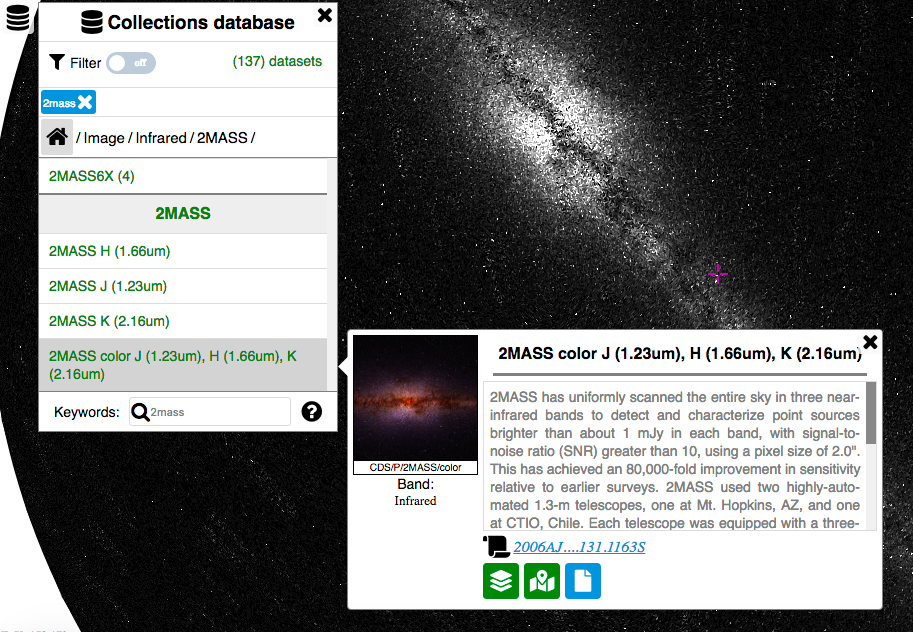 Collections database
Filter off (137) datasets
2mass
/ Image / Infrared / 2MASS /
2MASS6X (4)
2MASS
2MASS H (1.66um)
2MASS J (1.23um)
2MASS K (2.16um)
2MASS color J (1.23um), H (1.66um), K
(2.16um)
Keywords: 2mass ?
2MASS color J (1.23um), H (1.66um), K (2.16um)
CDS/P/2MASS/color
Band:
Infrared
2MASS has uniformly scanned the entire sky in three near-
infrared bands to detect and characterize point sources
brighter than about 1 mJy in each band, with signal-to-
noise ratio (SNR) greater than 10, using a pixel size of 2.0".
This has achieved an 80,000-fold improvement in sensitivity
relative to earlier surveys. 2MASS used two highly-auto-
mated 1.3-m telescopes, one at Mt. Hopkins, AZ, and one
at CTIO, Chile. Each telescope was equipped with a three-
2006AJ....131.1163S